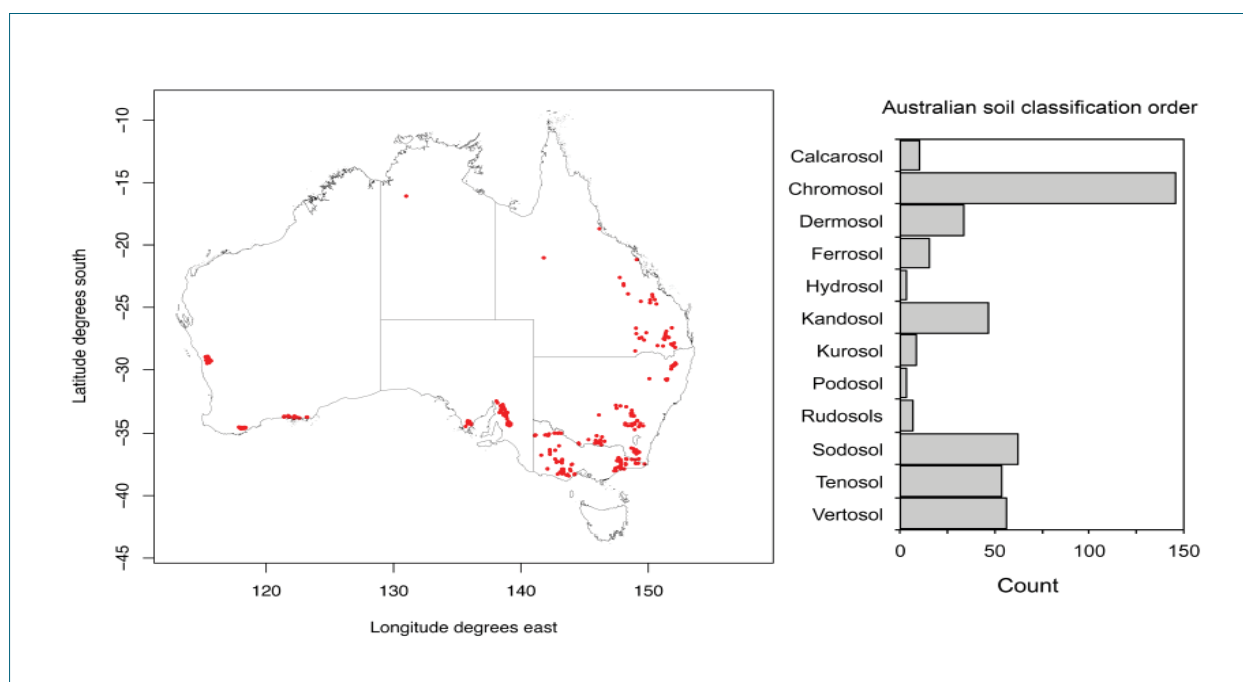 Australian soil classification order
-10
-15
-20
-25
-30
-35
-40
-45
Latitude degrees south
120
130
140
150
Longitude degrees east
Calcarosol
Chromosol
Dermosol
Ferrosol
Hydrosol
Kandosol
Kurosol
Podosol
Rudosols
Sodosol
Tenosol
Vertosol
0
50
100
150
Count